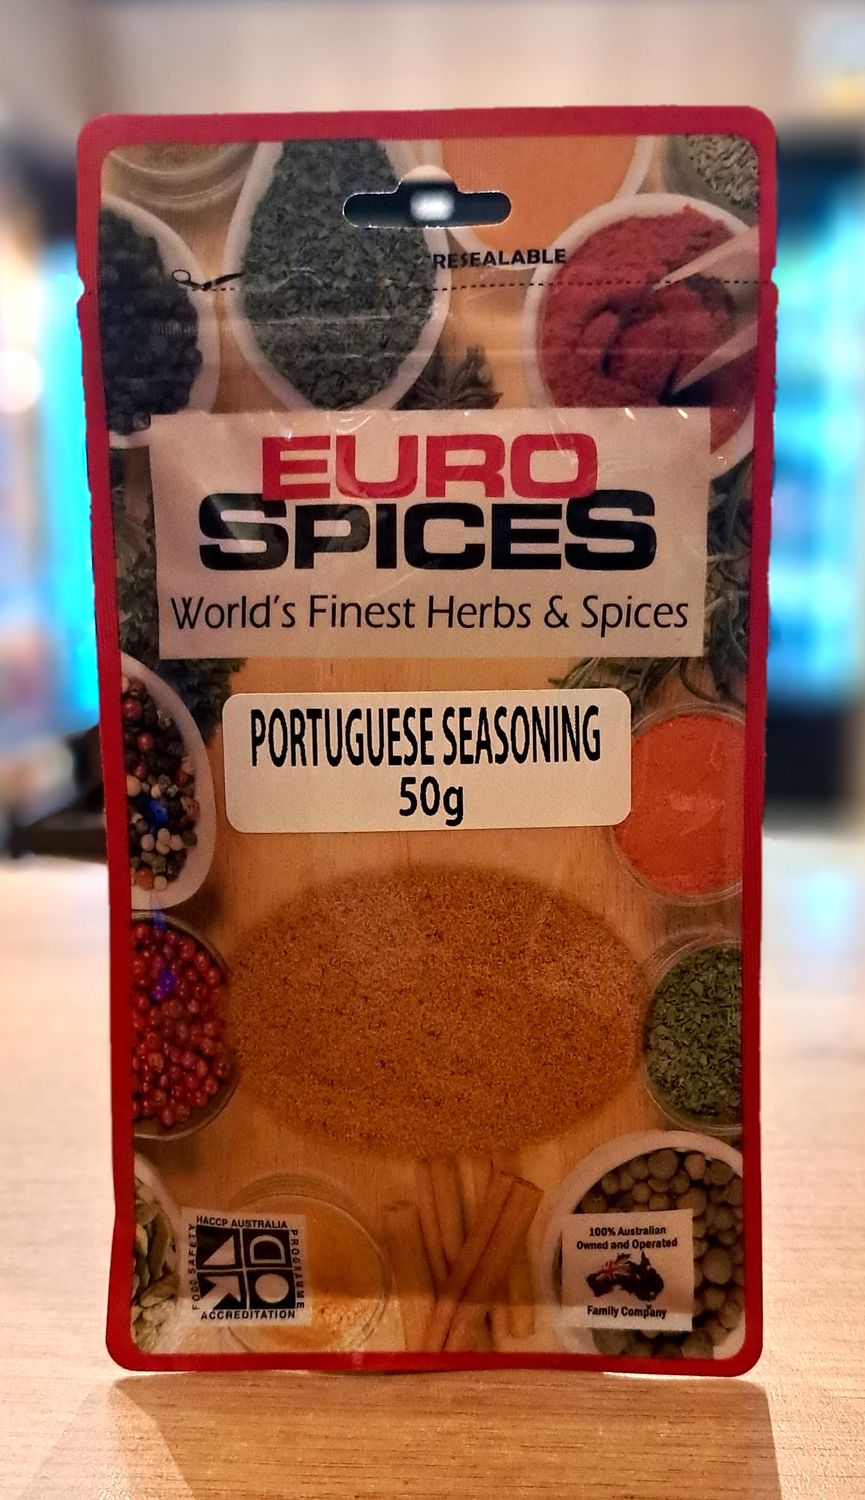 RESEALABLE
EURO
SPICES
World's Finest Herbs & Spices
PORTUGUESE SEASONING
50g
HACCP AUSTRALIA
FOOD SAFETY
PROGRAMME
ACCREDITATION
100% Australian
Owned and Operated
Family Company